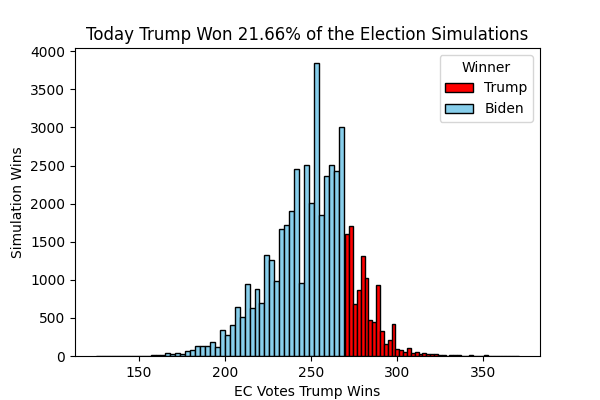 Today Trump Won 21.66% of the Election Simulations
4000
3500
3000
2500
2000
1500
1000
500
0
Simulation Wins
Winner
Trump
Biden
150
200
250
300
350
EC Votes Trump Wins